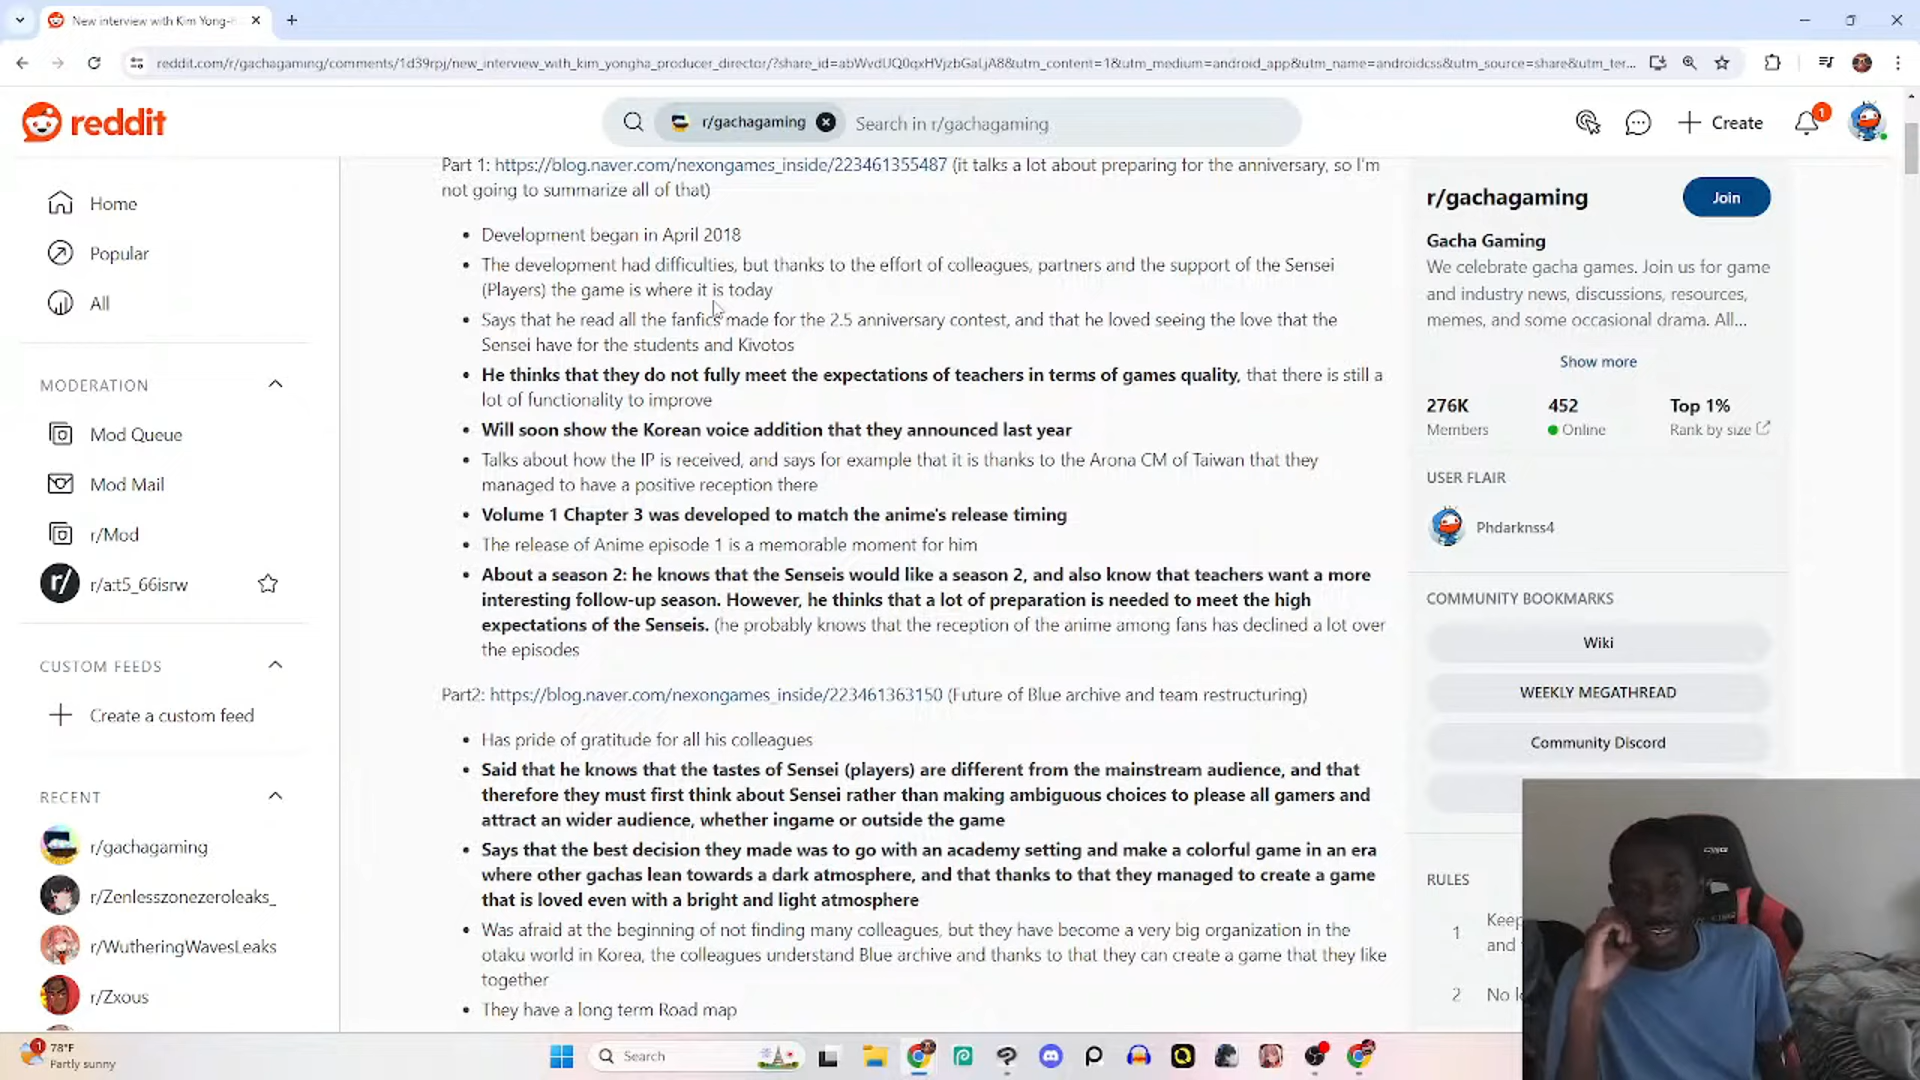 New interview with Kim Yong-
reddit.com/r/gachagaming/comments/1d39rpj/new_interview_with_kim_yongha_producer_director/?share_id=abWvdUQ0qxHVjzbGaLjA8&utm_content=1&utm_medium=android_app&utm_name=androidcss&utm_source=share&utm_ter...
reddit
r/gachagaming
Search in r/gachagaming
Create
1
Home
Popular
All
MODERATION
Mod Queue
Mod Mail
r/Mod
r/a:t5_66isrw
CUSTOM FEEDS
Create a custom feed
RECENT
r/gachagaming
r/Zenlesszonezeroleaks_
r/WutheringWavesLeaks
r/Zxous
Part 1: https://blog.naver.com/nexongames_inside/223461355487 (it talks a lot about preparing for the anniversary, so I'm
not going to summarize all of that)
• Development began in April 2018
• The development had difficulties, but thanks to the effort of colleagues, partners and the support of the Sensei
(Players) the game is where it is today
• Says that he read all the fanfics made for the 2.5 anniversary contest, and that he loved seeing the love that the
Sensei have for the students and Kivotos
• He thinks that they do not fully meet the expectations of teachers in terms of games quality, that there is still a
lot of functionality to improve
• Will soon show the Korean voice addition that they announced last year
• Talks about how the IP is received, and says for example that it is thanks to the Arona CM of Taiwan that they
managed to have a positive reception there
• Volume 1 Chapter 3 was developed to match the anime's release timing
• The release of Anime episode 1 is a memorable moment for him
• About a season 2: he knows that the Senseis would like a season 2, and also know that teachers want a more
interesting follow-up season. However, he thinks that a lot of preparation is needed to meet the high
expectations of the Senseis. (he probably knows that the reception of the anime among fans has declined a lot over
the episodes
Part2: https://blog.naver.com/nexongames_inside/223461363150 (Future of Blue archive and team restructuring)
• Has pride of gratitude for all his colleagues
• Said that he knows that the tastes of Sensei (players) are different from the mainstream audience, and that
therefore they must first think about Sensei rather than making ambiguous choices to please all gamers and
attract an wider audience, whether ingame or outside the game
• Says that the best decision they made was to go with an academy setting and make a colorful game in an era
where other gachas lean towards a dark atmosphere, and that thanks to that they managed to create a game
that is loved even with a bright and light atmosphere
• Was afraid at the beginning of not finding many colleagues, but they have become a very big organization in the
otaku world in Korea, the colleagues understand Blue archive and thanks to that they can create a game that they like
together
• They have a long term Road map
r/gachagaming
Join
Gacha Gaming
We celebrate gacha games. Join us for game
and industry news, discussions, resources,
memes, and some occasional drama. All...
Show more
276K
452
Top 1%
Members
Online
Rank by size
USER FLAIR
Phdarknss4
COMMUNITY BOOKMARKS
Wiki
WEEKLY MEGATHREAD
Community Discord
RULES
1
Keep
and
2
No
1
78°F
Partly sunny
Search